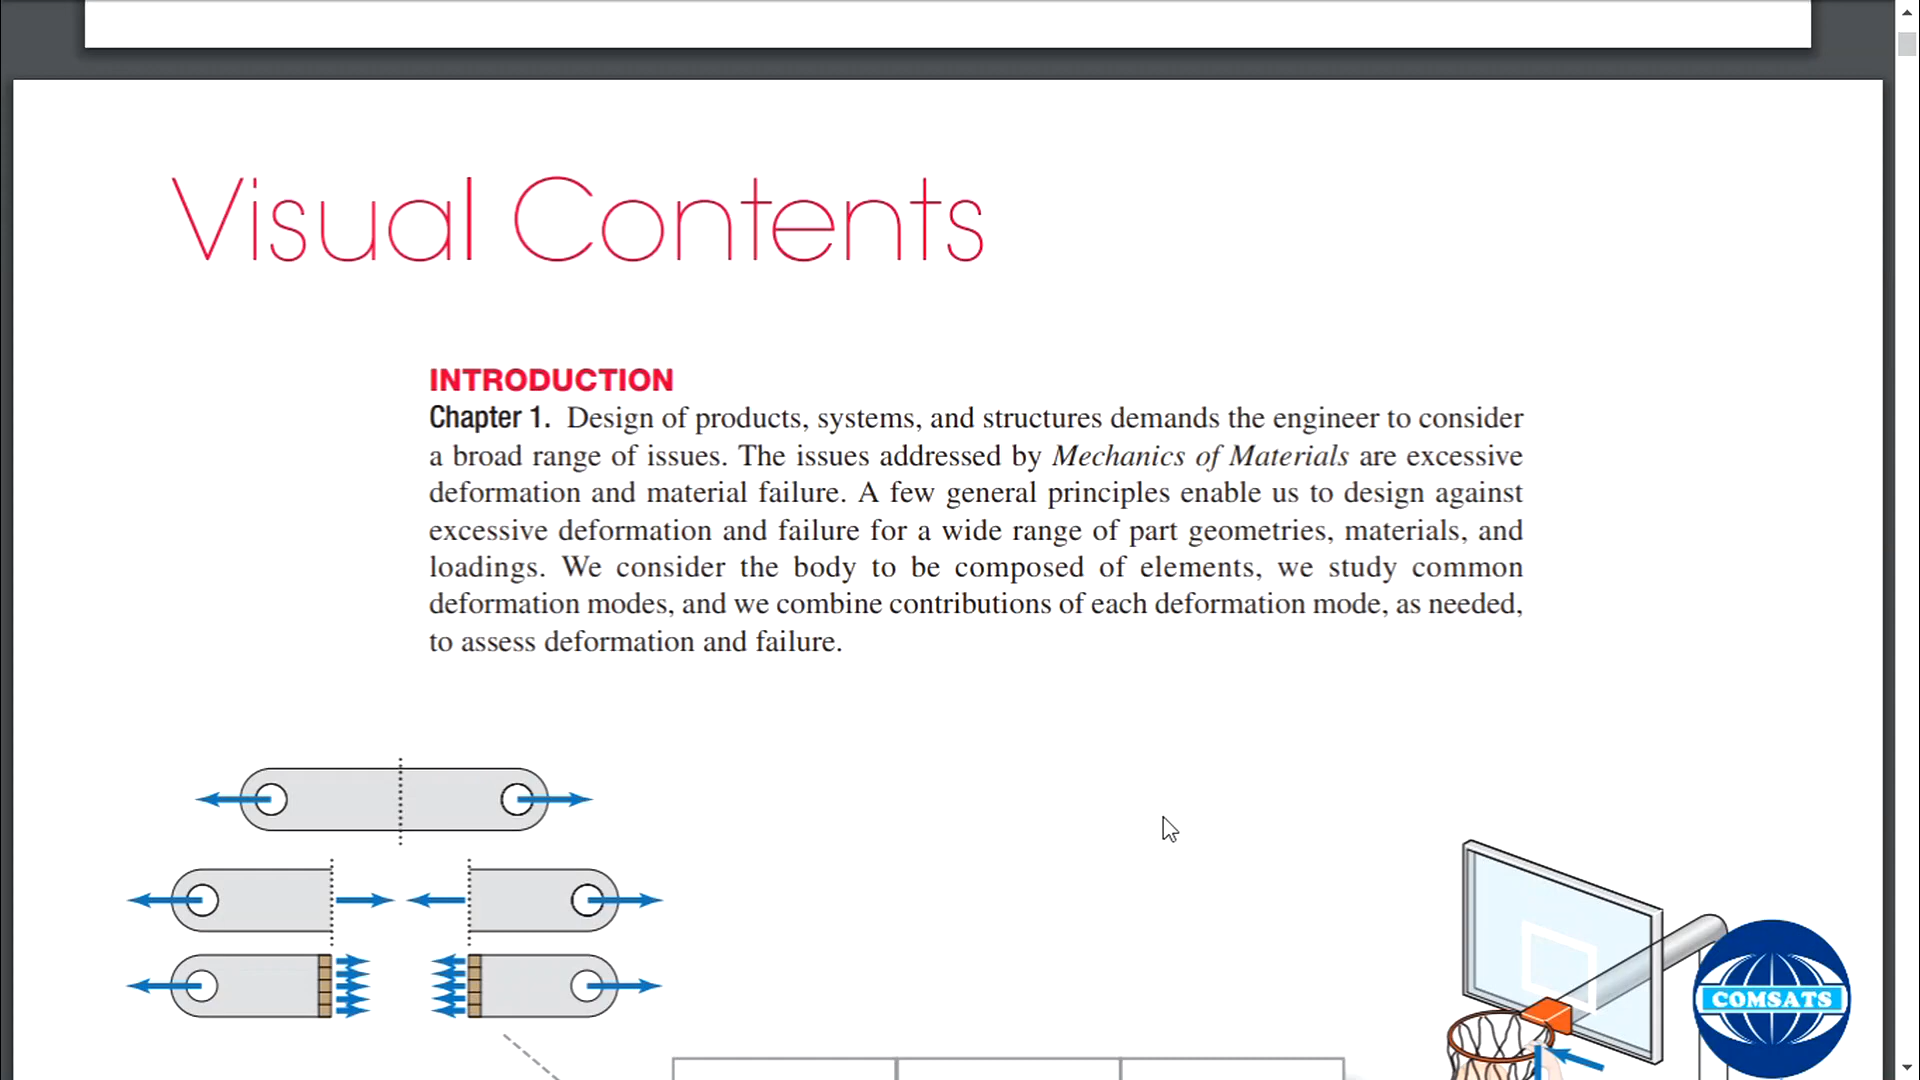 Visual Contents
INTRODUCTION
Chapter 1. Design of products, systems, and structures demands the engineer to consider
a broad range of issues. The issues addressed by Mechanics of Materials are excessive
deformation and material failure. A few general principles enable us to design against
excessive deformation and failure for a wide range of part geometries, materials, and
loadings. We consider the body to be composed of elements, we study common
deformation modes, and we combine contributions of each deformation mode, as needed,
to assess deformation and failure.
COMSATS